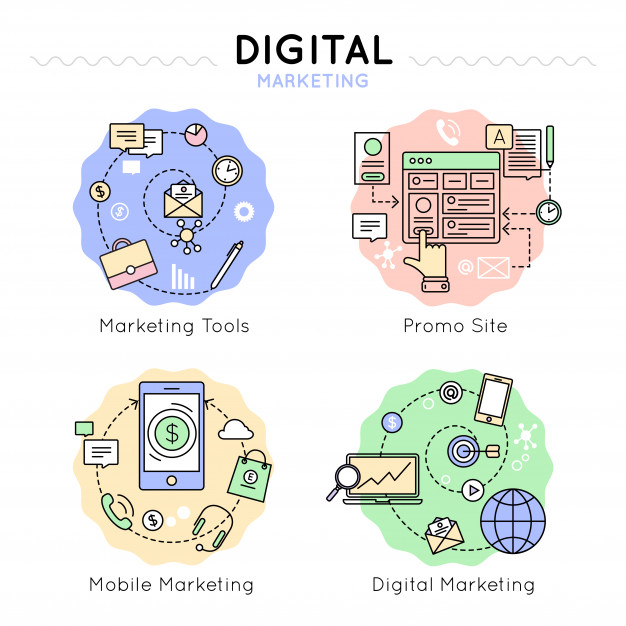 DIGITAL
MARKETING
$
$
A
@
Marketing Tools
Promo Site
$
£
$
@
$
Mobile Marketing
Digital Marketing